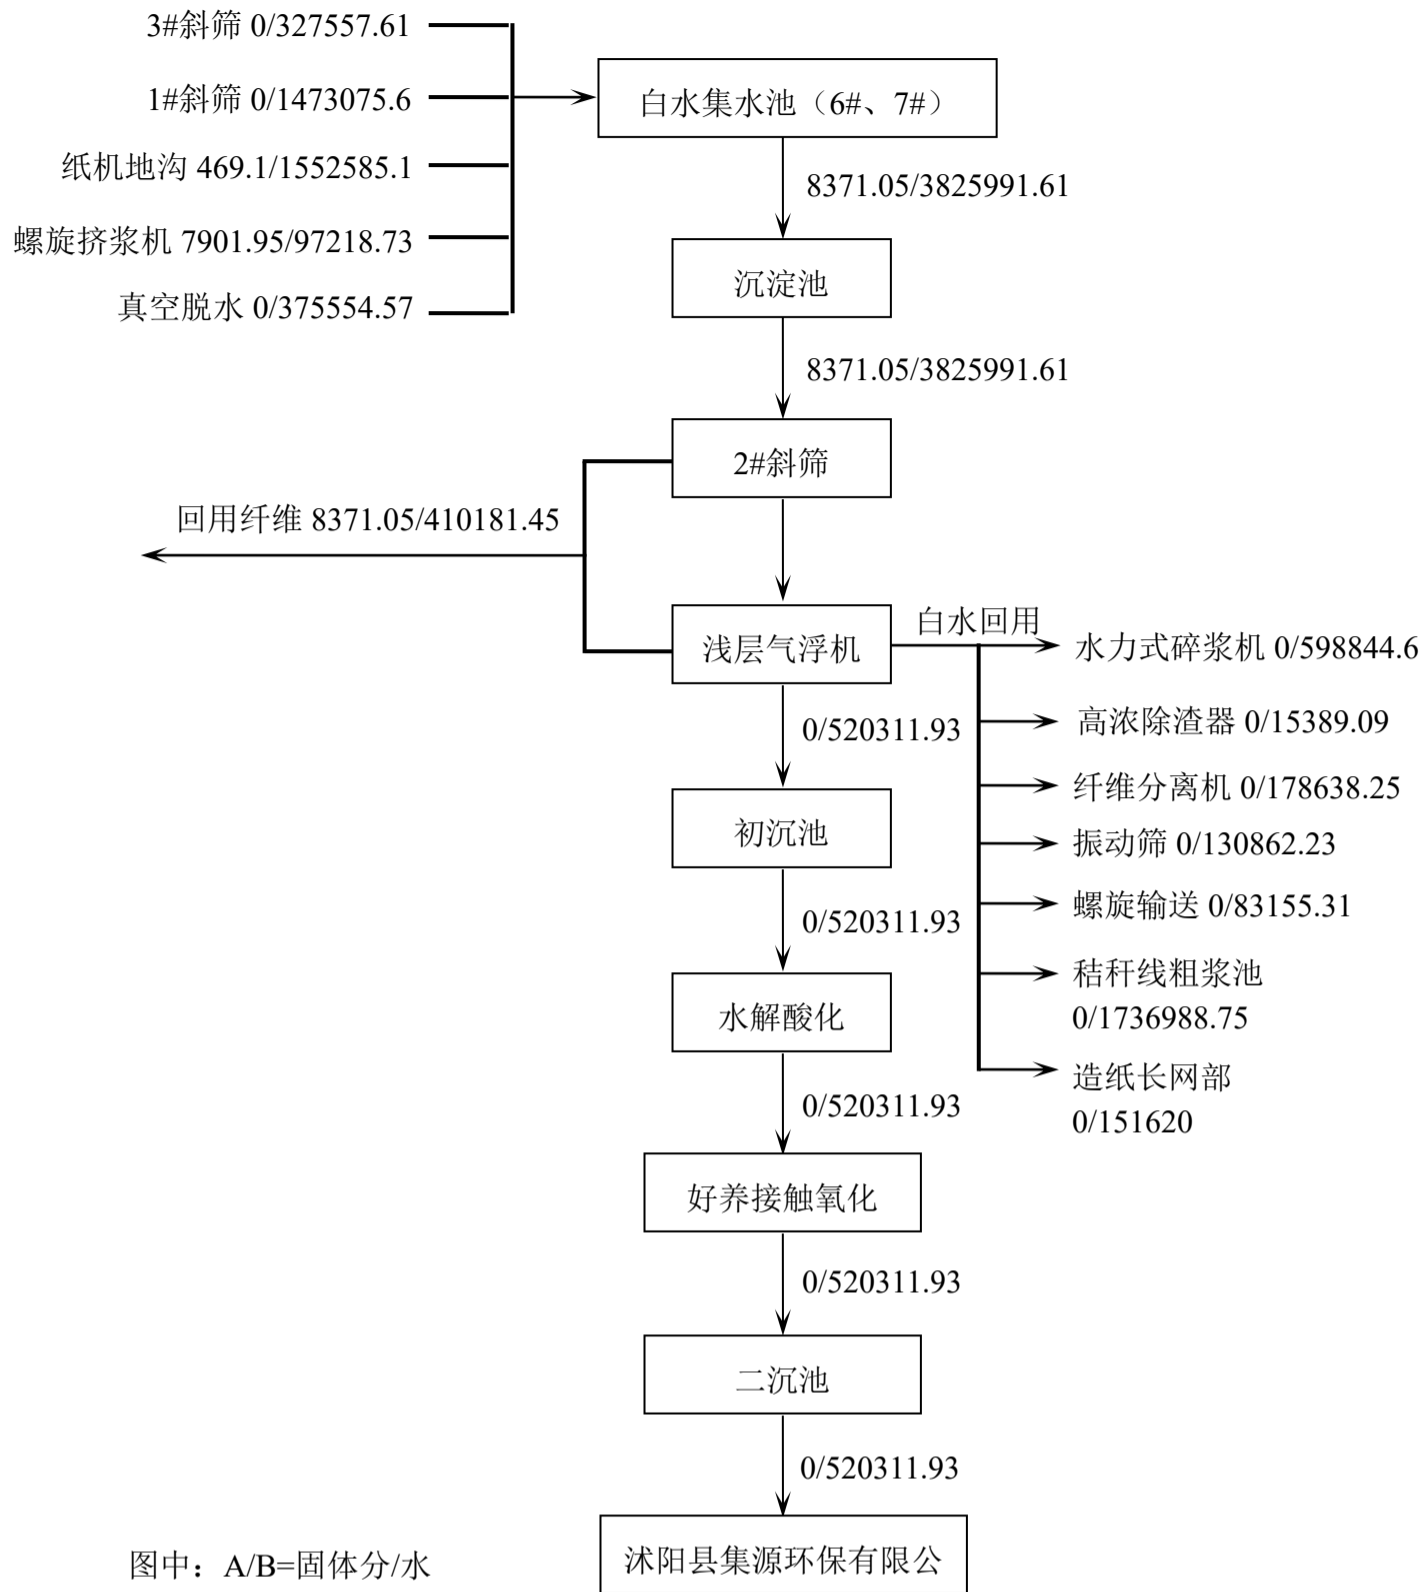 3#斜筛 0/327557.61
1#斜筛 0/1473075.6
纸机地沟 469.1/1552585.1
螺旋挤浆机 7901.95/97218.73
真空脱水 0/375554.57
白水集水池（6#、7#）
8371.05/3825991.61
沉淀池
8371.05/3825991.61
2#斜筛
回用纤维 8371.05/410181.45
浅层气浮机
白水回用
水力式碎浆机 0/598844.6
高浓除渣器 0/15389.09
纤维分离机 0/178638.25
振动筛 0/130862.23
螺旋输送 0/83155.31
秸秆线粗浆池
0/1736988.75
造纸长网部
0/151620
0/520311.93
初沉池
0/520311.93
水解酸化
0/520311.93
好养接触氧化
0/520311.93
二沉池
0/520311.93
沭阳县集源环保有限公
图中：A/B=固体分/水